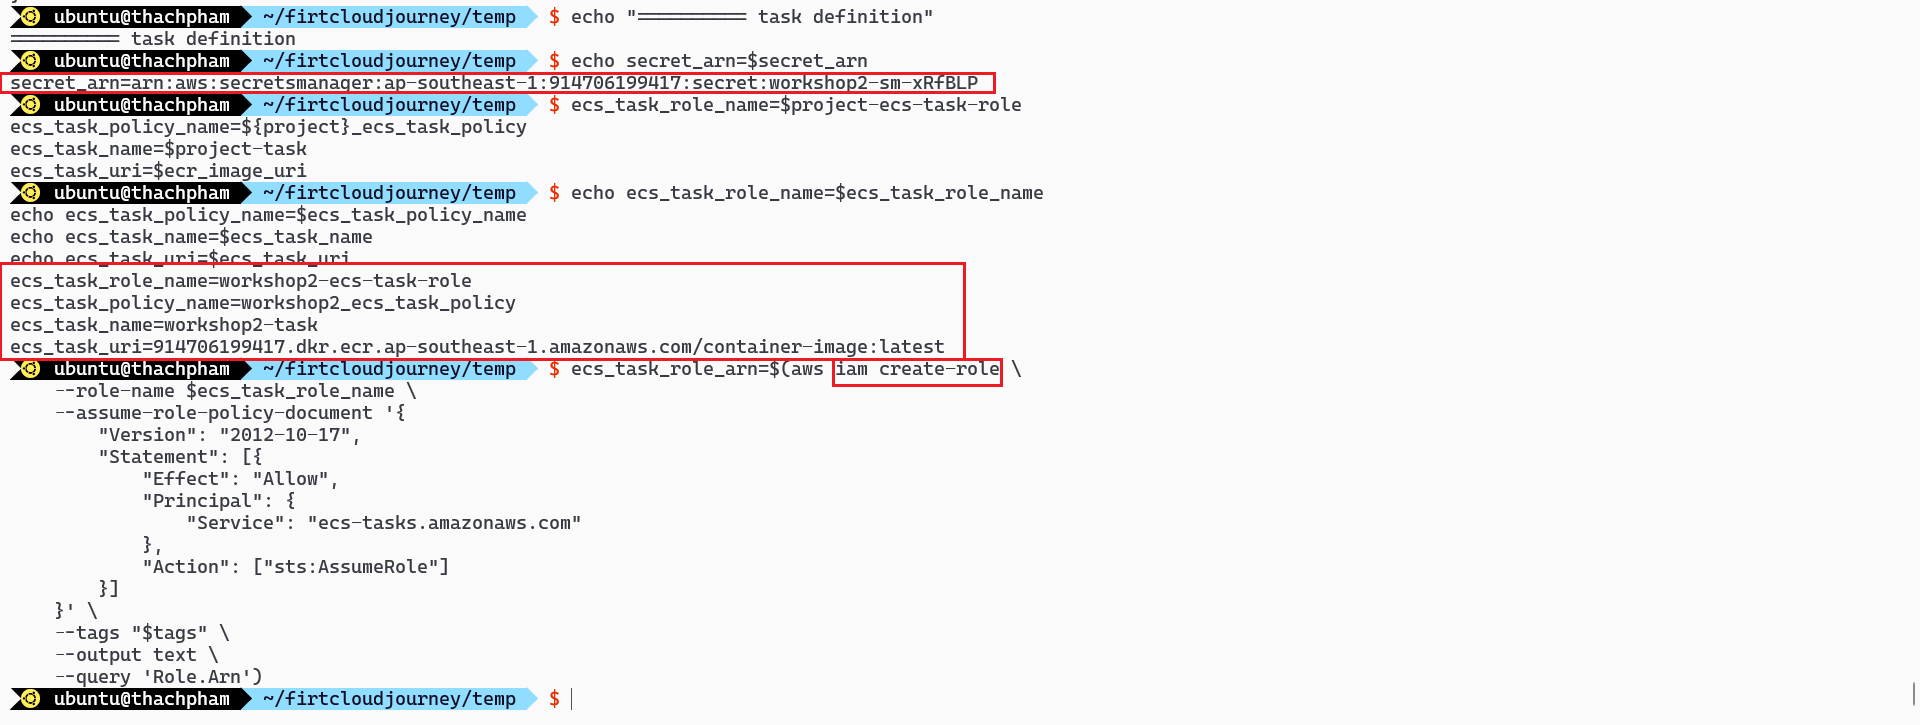 ubuntu@thachpham ~/firtcloudjourney/temp $ echo "========== task definition"
========== task definition
ubuntu@thachpham ~/firtcloudjourney/temp $ echo secret_arn=$secret_arn
secret_arn=arn:aws:secretsmanager:ap-southeast-1:914706199417:secret:workshop2-sm-xRfBLP
ubuntu@thachpham ~/firtcloudjourney/temp $ ecs_task_role_name=$project-ecs-task-role
ecs_task_policy_name=${project}_ecs_task_policy
ecs_task_name=$project-task
ecs_task_uri=$ecr_image_uri
ubuntu@thachpham ~/firtcloudjourney/temp $ echo ecs_task_role_name=$ecs_task_role_name
echo ecs_task_policy_name=$ecs_task_policy_name
echo ecs_task_name=$ecs_task_name
echo ecs_task_uri=$ecs_task_uri
ecs_task_role_name=workshop2-ecs-task-role
ecs_task_policy_name=workshop2_ecs_task_policy
ecs_task_name=workshop2-task
ecs_task_uri=914706199417.dkr.ecr.ap-southeast-1.amazonaws.com/container-image:latest
ubuntu@thachpham ~/firtcloudjourney/temp $ ecs_task_role_arn=$(aws iam create-role \
    --role-name $ecs_task_role_name \
    --assume-role-policy-document '{
        "Version": "2012-10-17",
        "Statement": [{
            "Effect": "Allow",
            "Principal": {
                "Service": "ecs-tasks.amazonaws.com"
            },
            "Action": ["sts:AssumeRole"]
        }]
    }' \
    --tags "$tags" \
    --output text \
    --query 'Role.Arn')
ubuntu@thachpham ~/firtcloudjourney/temp $